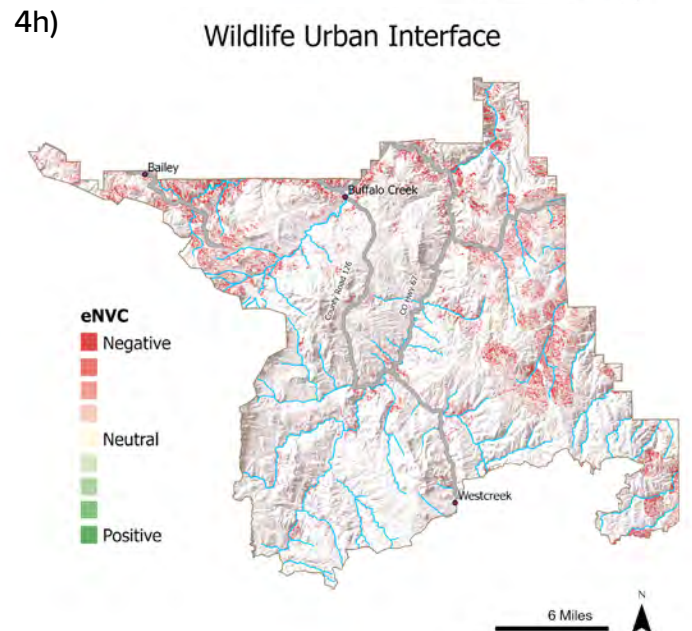 4h)
Wildlife Urban Interface
Bailey
Buffalo Creek
County Road 126
CO HWY 67
eNVC
Negative
Neutral
Positive
Westcreek
6 Miles
N